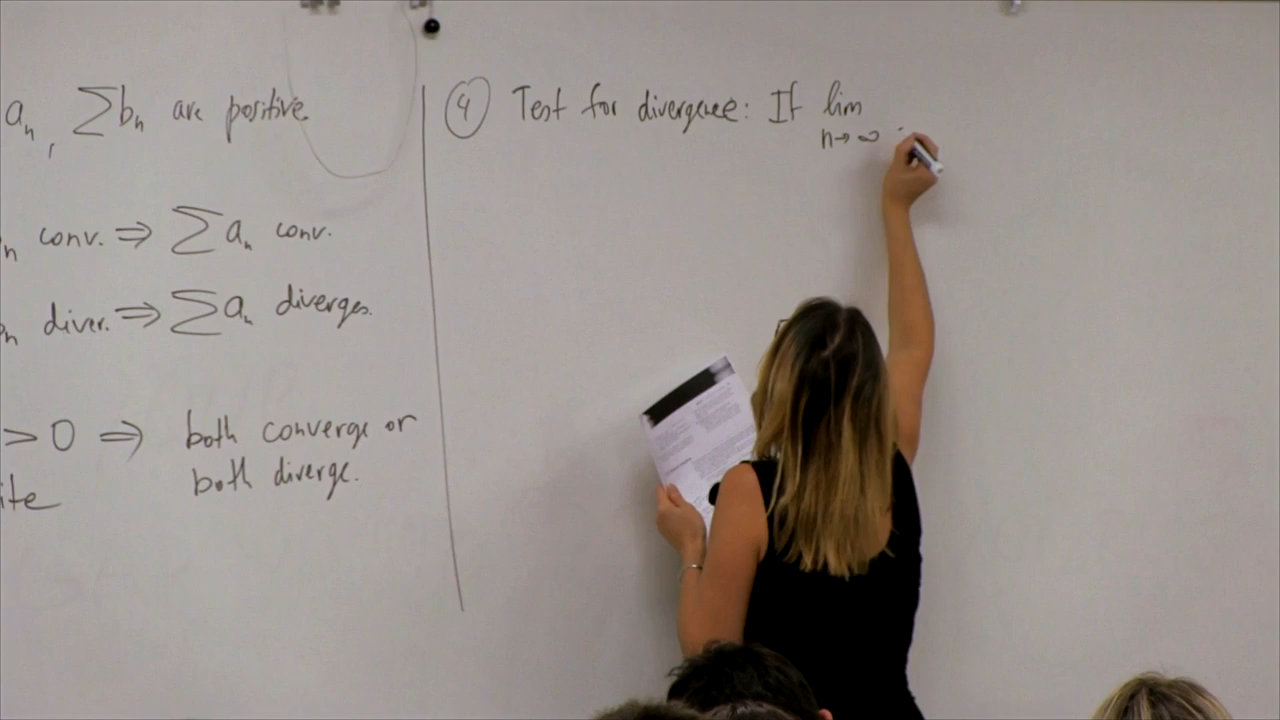 aₙ, ∑bₙ are positive.
ₙ conv. ⇒ ∑aₙ conv.
ₙ diver. ⇒ ∑aₙ diverges.
> 0 ⇒ both converge or
ite both diverge.
④ Test for divergence: If lim
n→∞